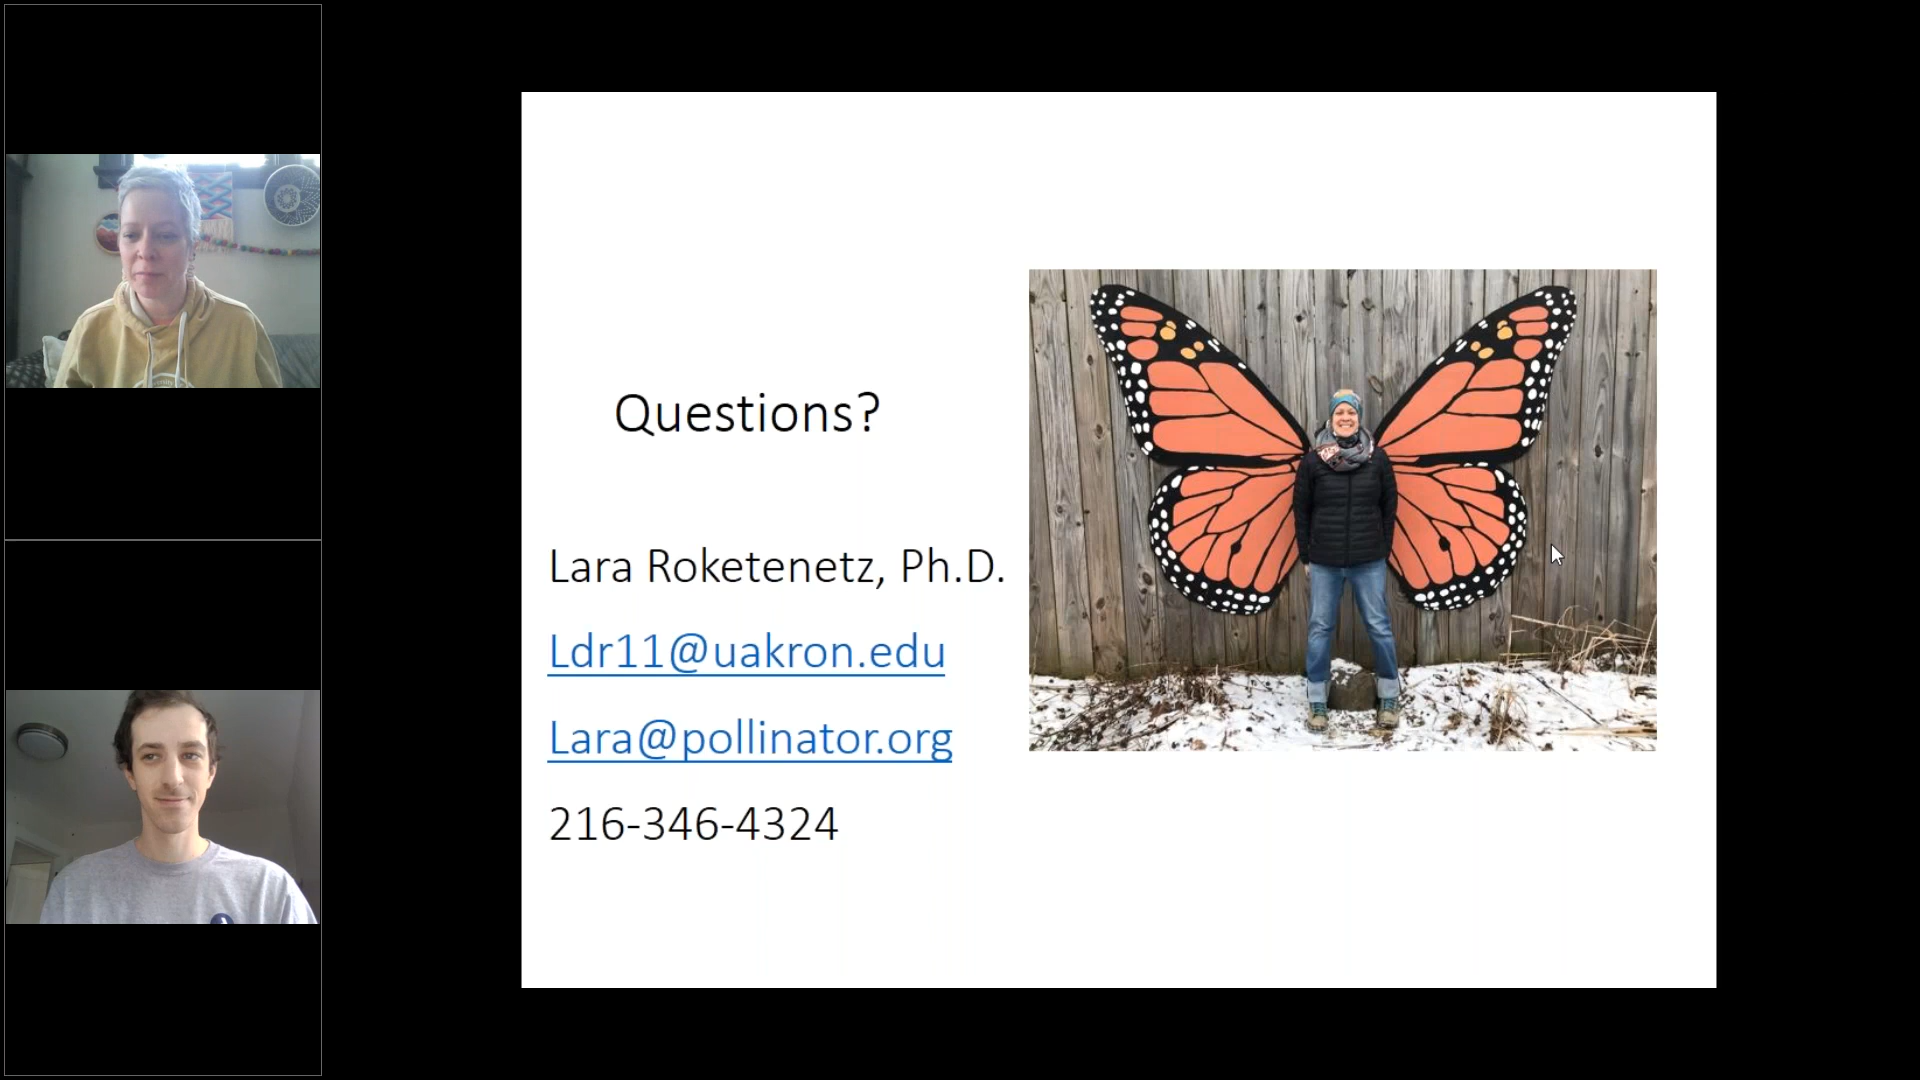 Questions?
Lara Roketenetz, Ph.D.
Ldr11@uakron.edu
Lara@pollinator.org
216-346-4324